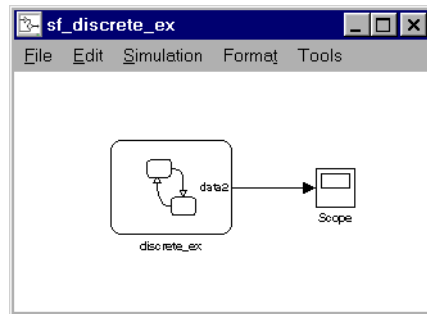 sf_discrete_ex
File Edit Simulation Format Tools
data2
Scope
discrete_ex